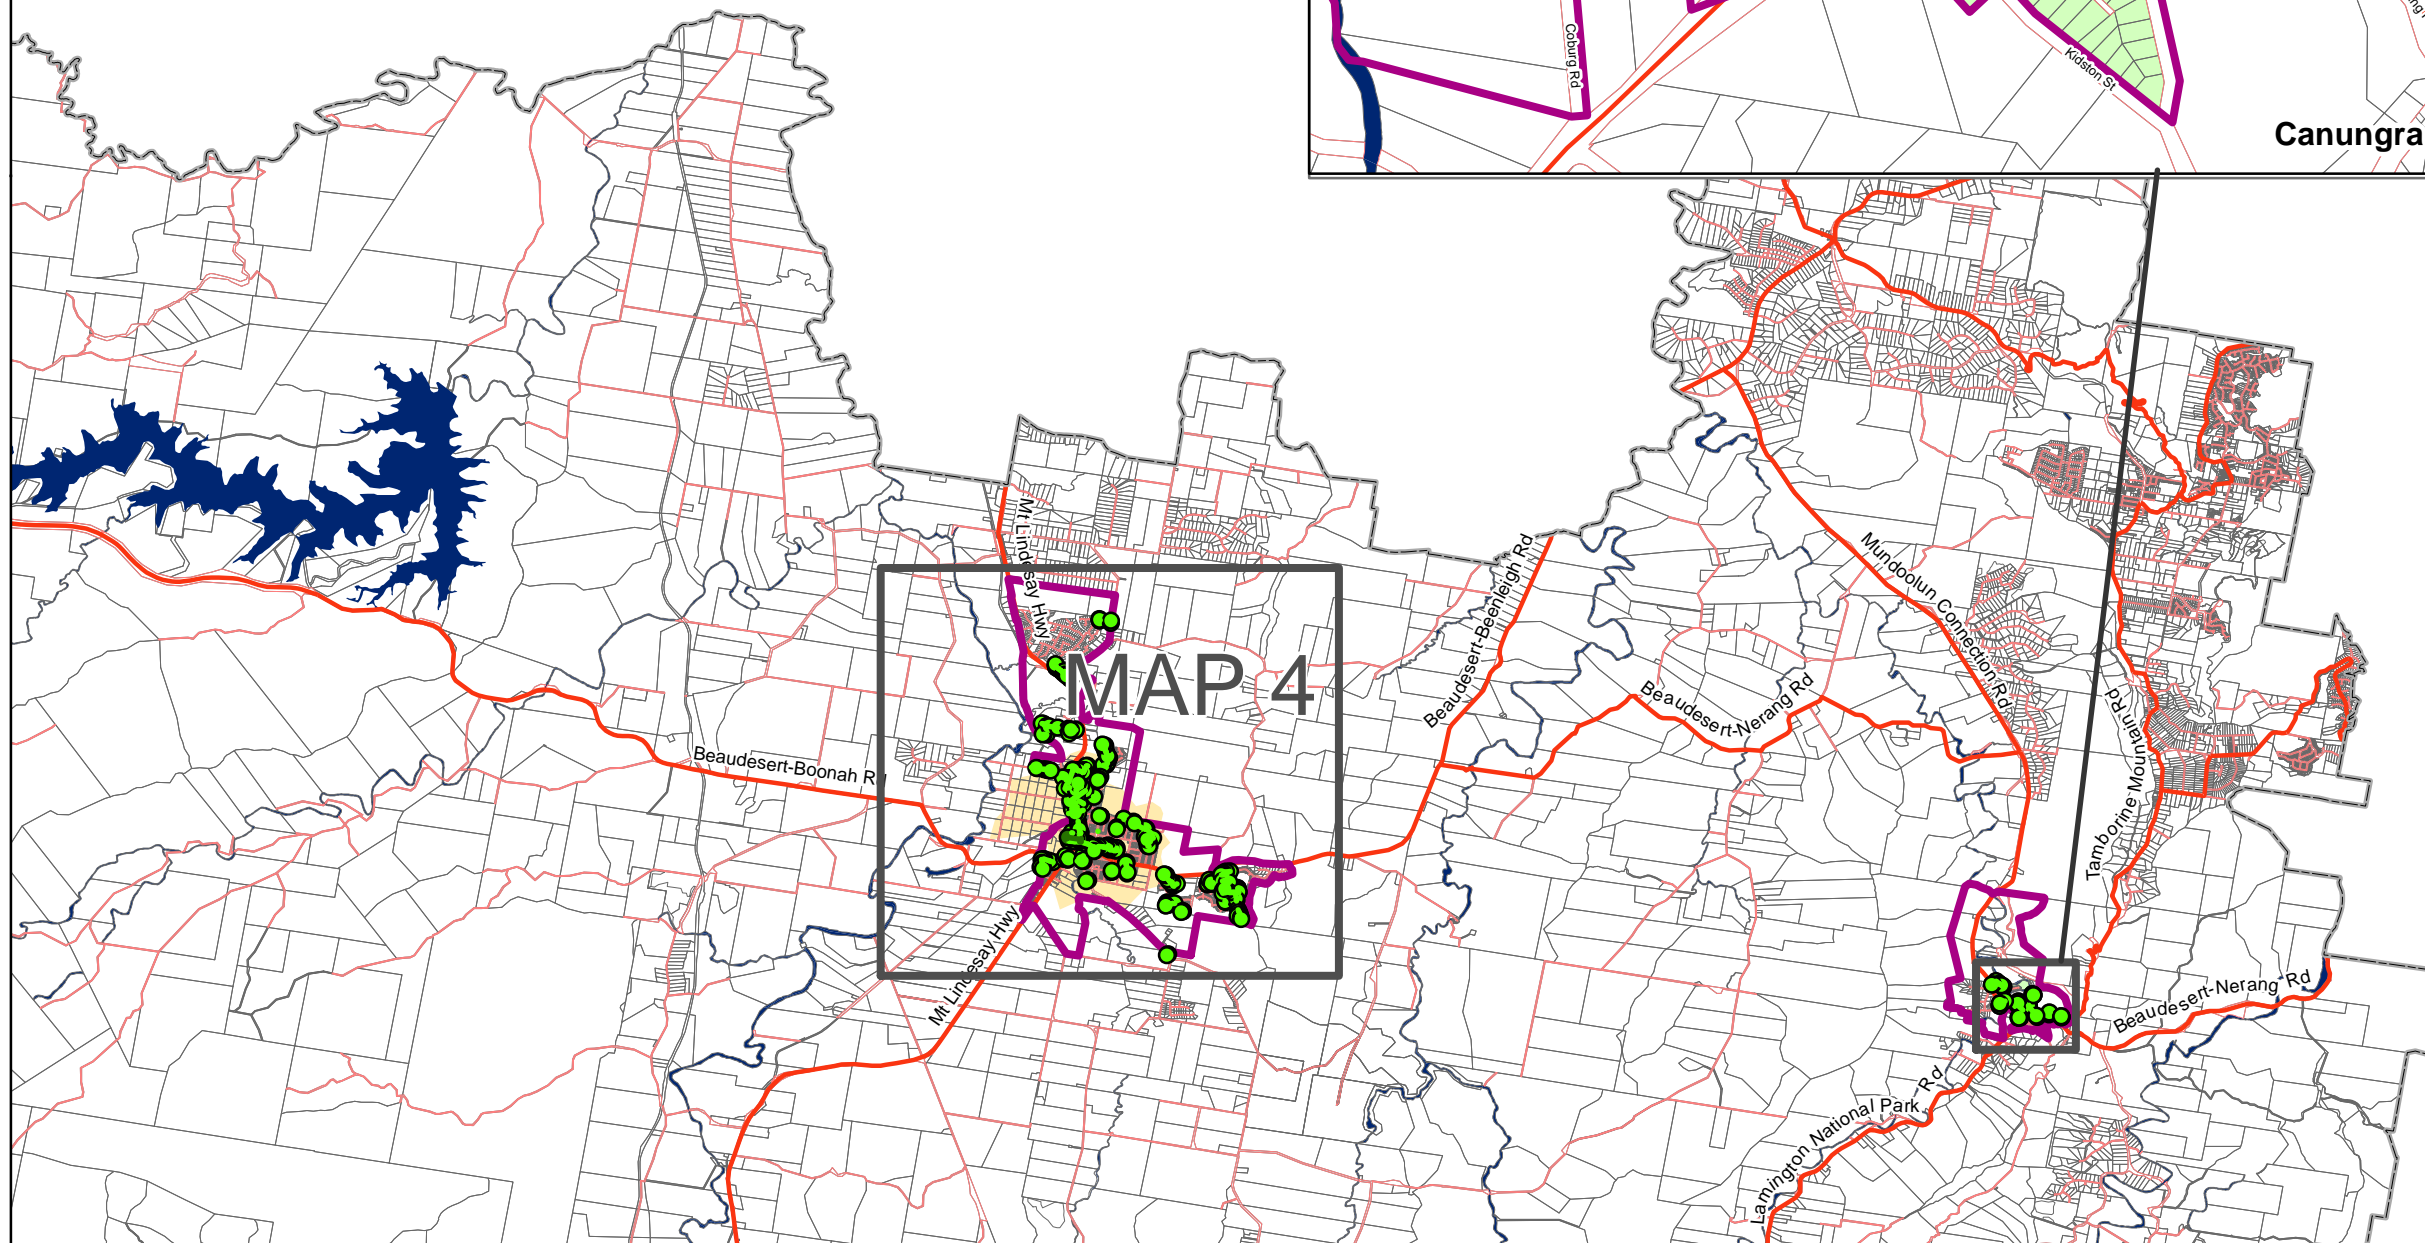 Coburg Rd
Kidston St
Canungra
Mt Lindesay Hwy
MAP 4
Beaudesert-Beenleigh Rd
Mundoolun Connection Rd
Beaudesert-Nerang Rd
Tamborine Mountain Rd
Beaudesert-Boonah Rd
Mt Lindesay Hwy
Beaudesert-Nerang Rd
Lamington National Park Rd